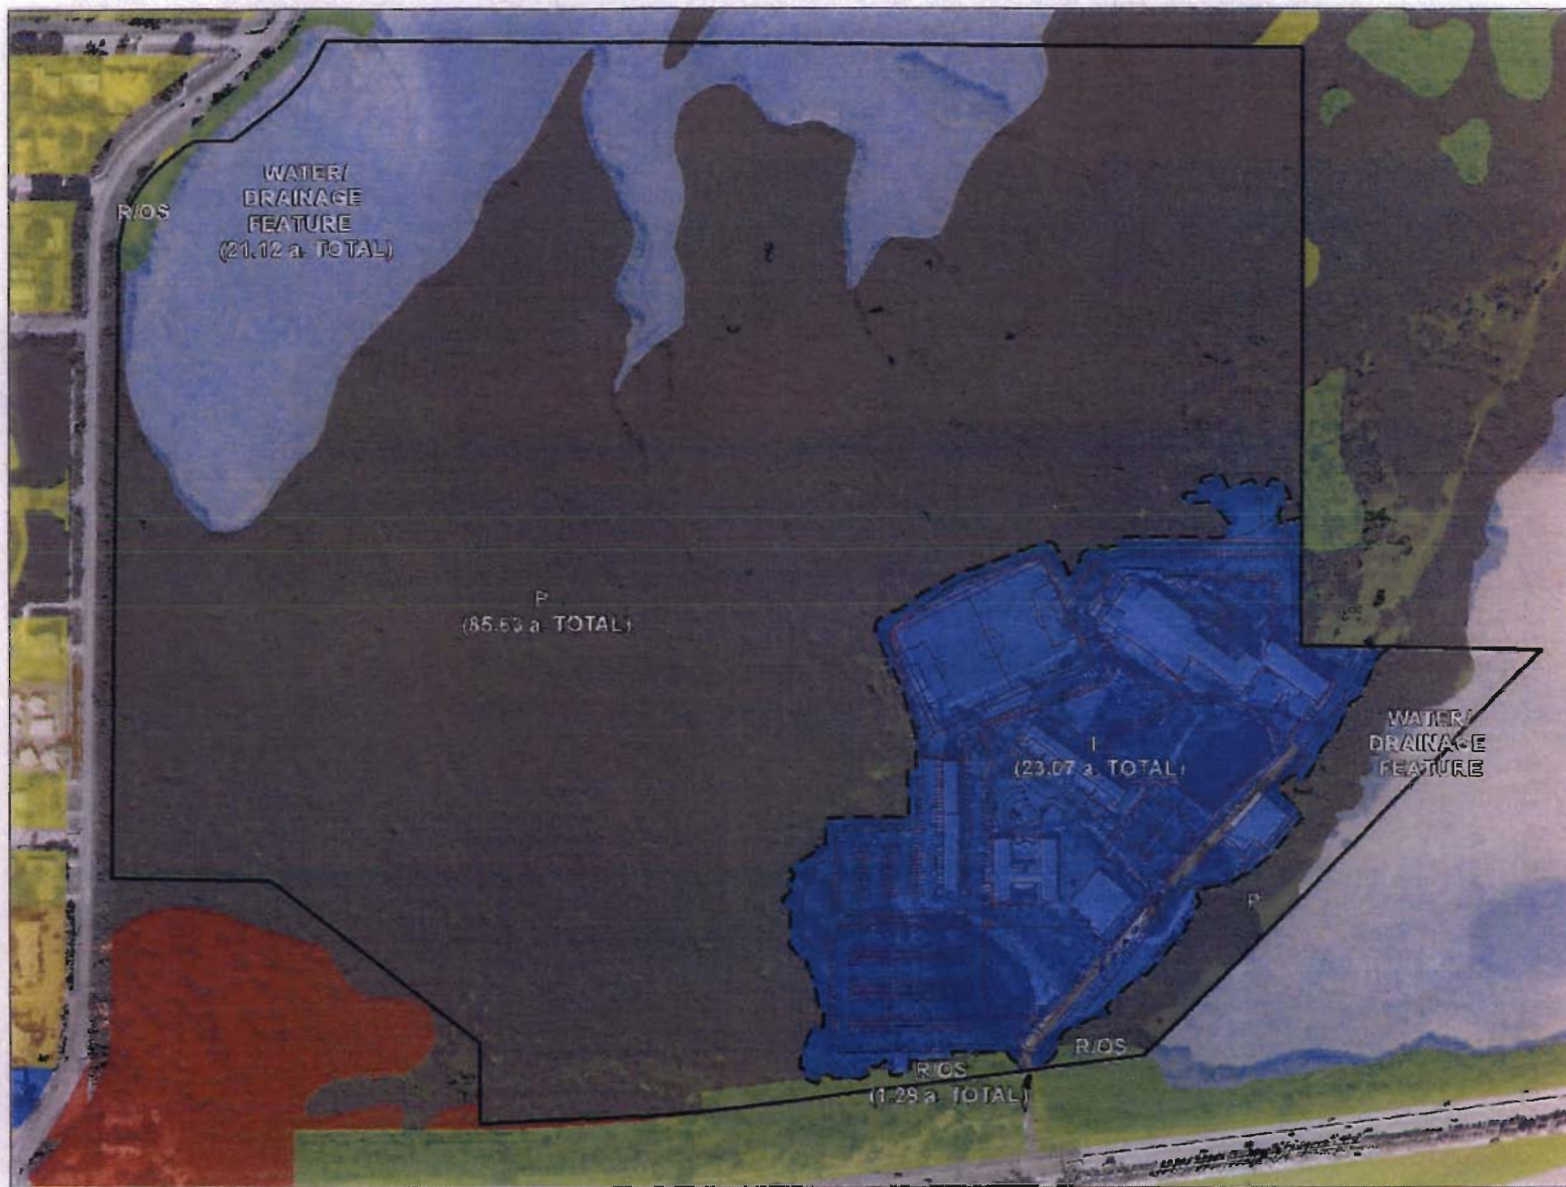 WATER/
DRAINAGE
FEATURE
(21.12 a. TOTAL)
R/OS
P
(85.63 a. TOTAL)
I
(23.07 a. TOTAL)
WATER/
DRAINAGE
FEATURE
P
R/OS
R/OS
(1.29 a. TOTAL)